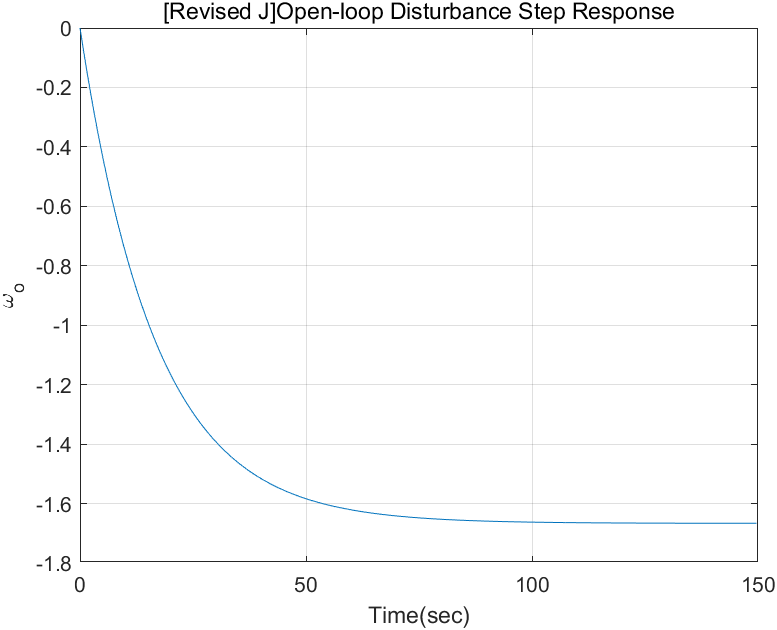 [Revised J]Open-loop Disturbance Step Response
0
-0.2
-0.4
-0.6
-0.8
-1
-1.2
-1.4
-1.6
-1.8
ωo
0 50 100 150
Time(sec)